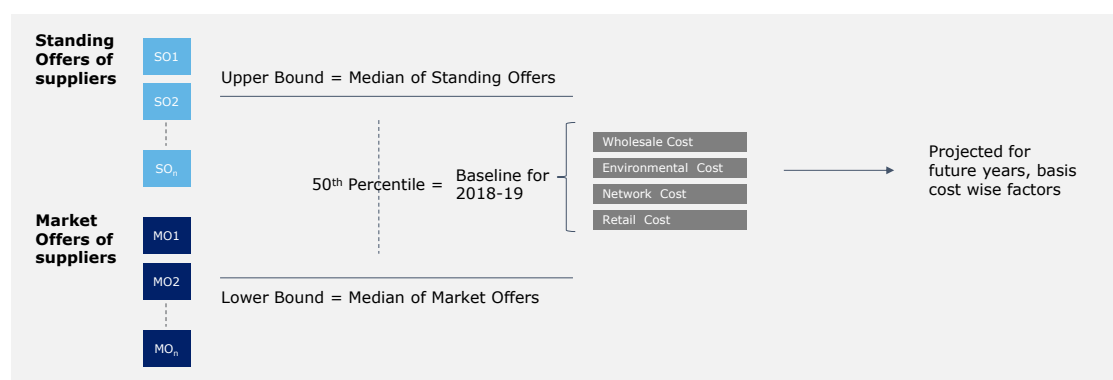 Standing
Offers of
suppliers
SO1
SO2
SOₙ
Upper Bound = Median of Standing Offers
50th Percentile =
Baseline for
2018-19
Wholesale Cost
Environmental Cost
Network Cost
Retail Cost
Projected for
future years, basis
cost wise factors
Market
Offers of
suppliers
MO1
MO2
MOₙ
Lower Bound = Median of Market Offers